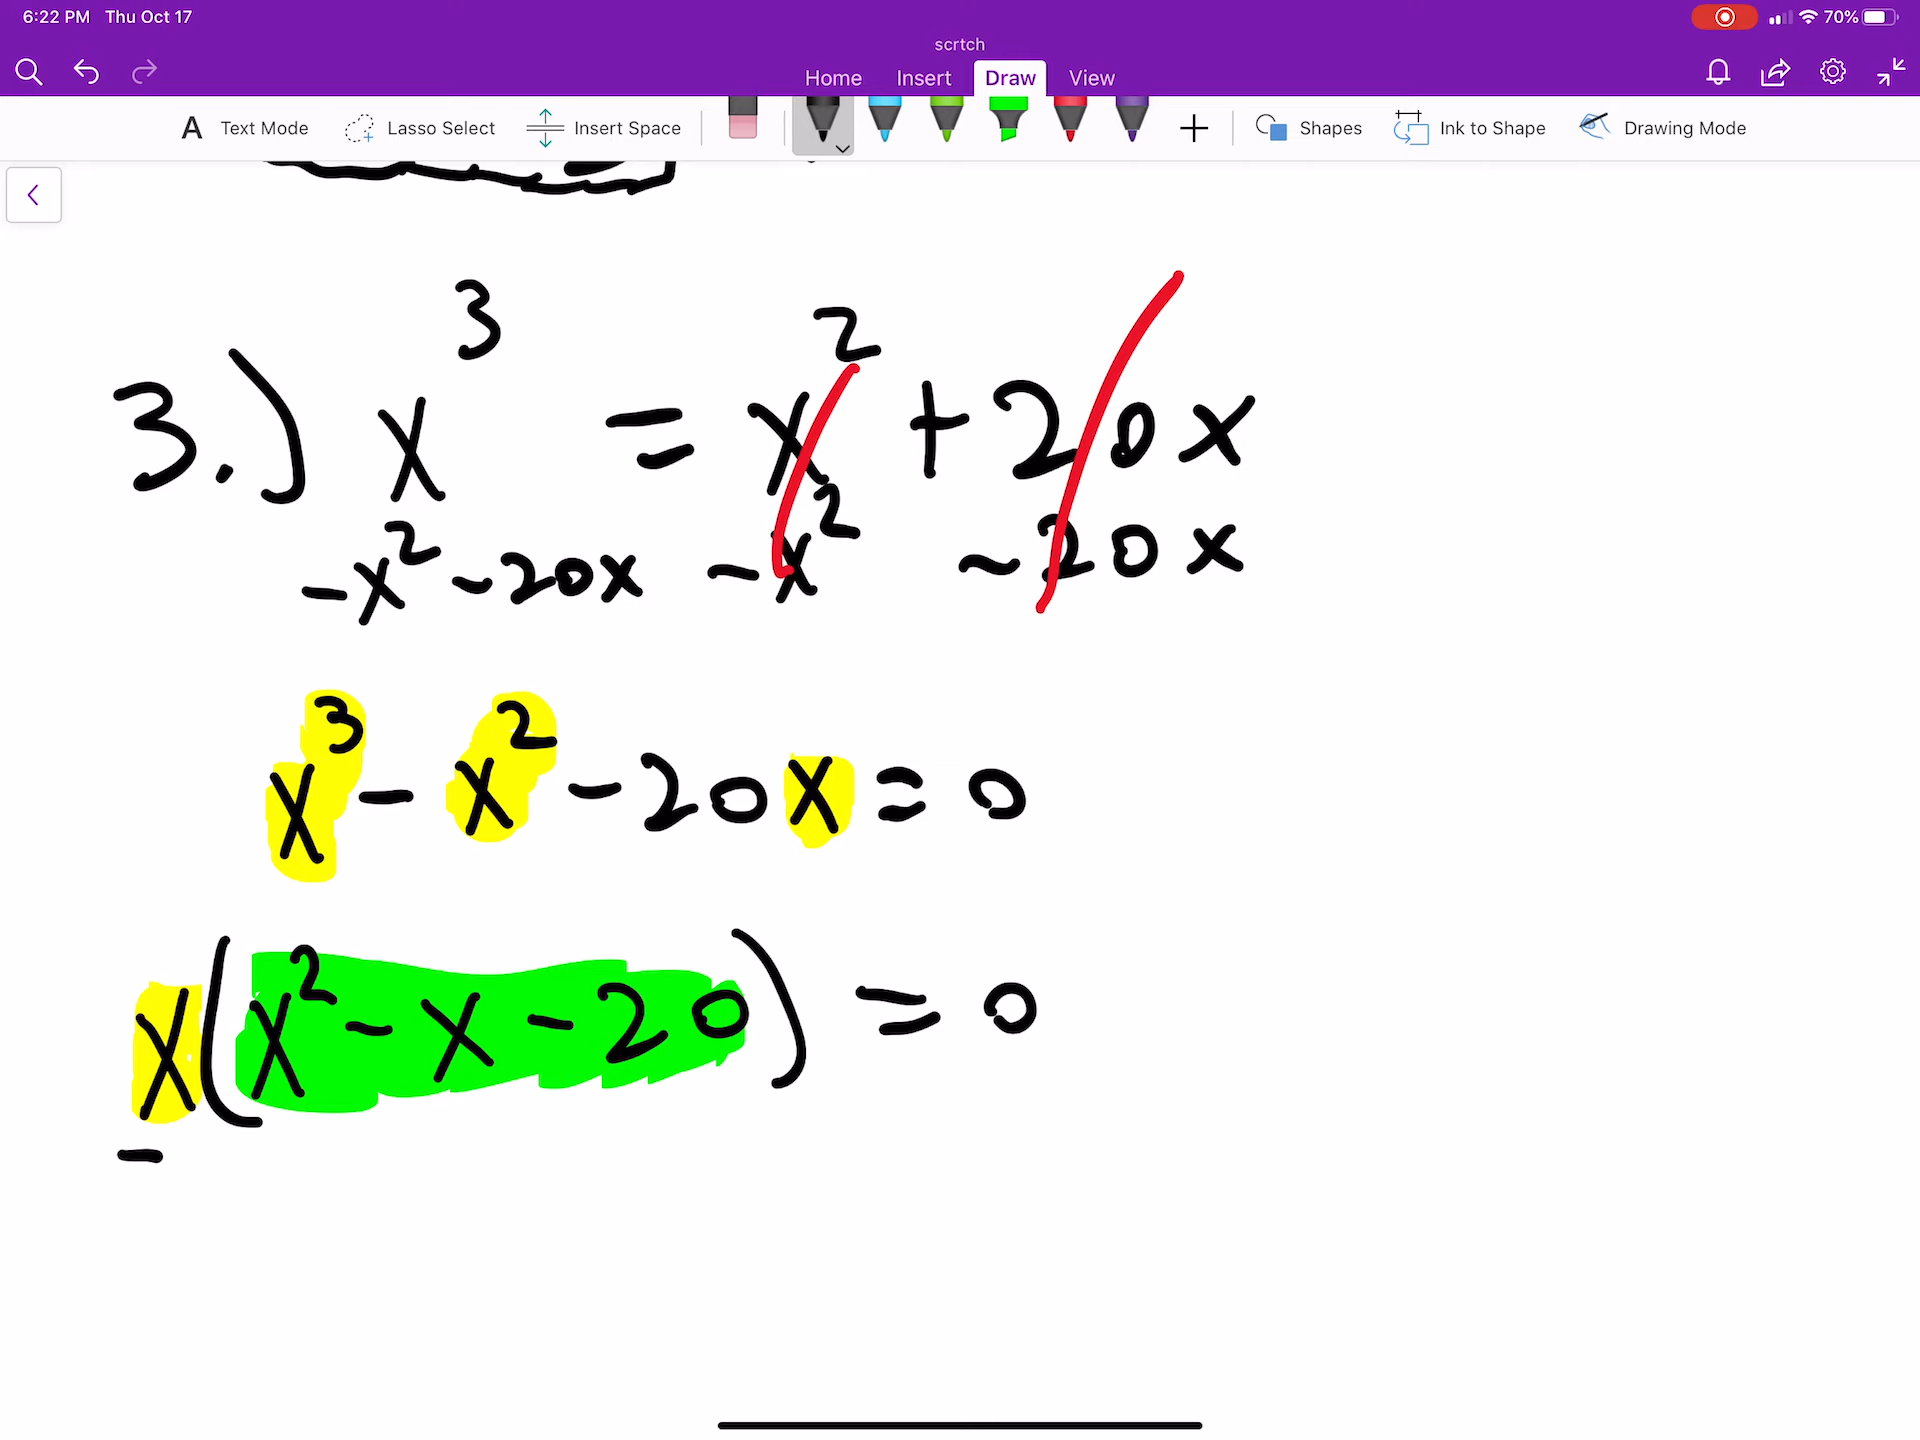 6:22 PM Thu Oct 17
70%
scrtch
Home Insert Draw View
A Text Mode Lasso Select Insert Space Shapes Ink to Shape Drawing Mode
3.) x³ = x² + 20x
-x² - 20x -x² - 20x
x³ - x² - 20x = 0
x(x² - x - 20) = 0